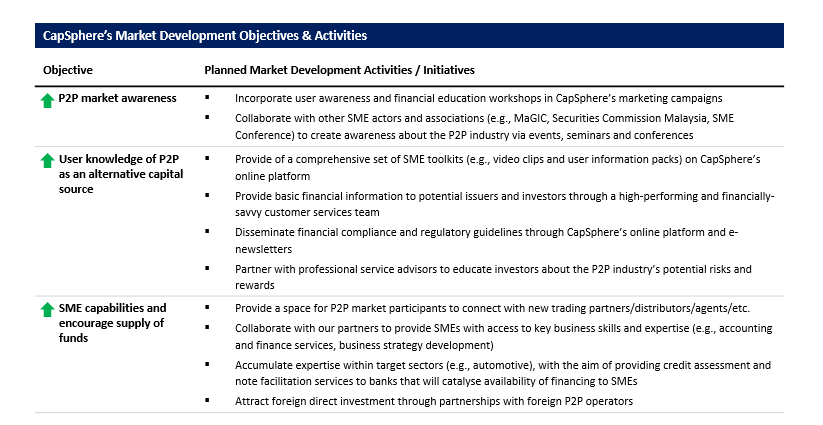 CapSphere's Market Development Objectives & Activities
Objective Planned Market Development Activities / Initiatives
P2P market awareness
▪ Incorporate user awareness and financial education workshops in CapSphere's marketing campaigns
▪ Collaborate with other SME actors and associations (e.g., MaGIC, Securities Commission Malaysia, SME
Conference) to create awareness about the P2P industry via events, seminars and conferences
User knowledge of P2P
as an alternative capital
source
▪ Provide of a comprehensive set of SME toolkits (e.g., video clips and user information packs) on CapSphere's
online platform
▪ Provide basic financial information to potential issuers and investors through a high-performing and financially-
savvy customer services team
▪ Disseminate financial compliance and regulatory guidelines through CapSphere's online platform and e-
newsletters
▪ Partner with professional service advisors to educate investors about the P2P industry's potential risks and
rewards
SME capabilities and
encourage supply of
funds
▪ Provide a space for P2P market participants to connect with new trading partners/distributors/agents/etc.
▪ Collaborate with our partners to provide SMEs with access to key business skills and expertise (e.g., accounting
and finance services, business strategy development)
▪ Accumulate expertise within target sectors (e.g., automotive), with the aim of providing credit assessment and
note facilitation services to banks that will catalyse availability of financing to SMEs
▪ Attract foreign direct investment through partnerships with foreign P2P operators